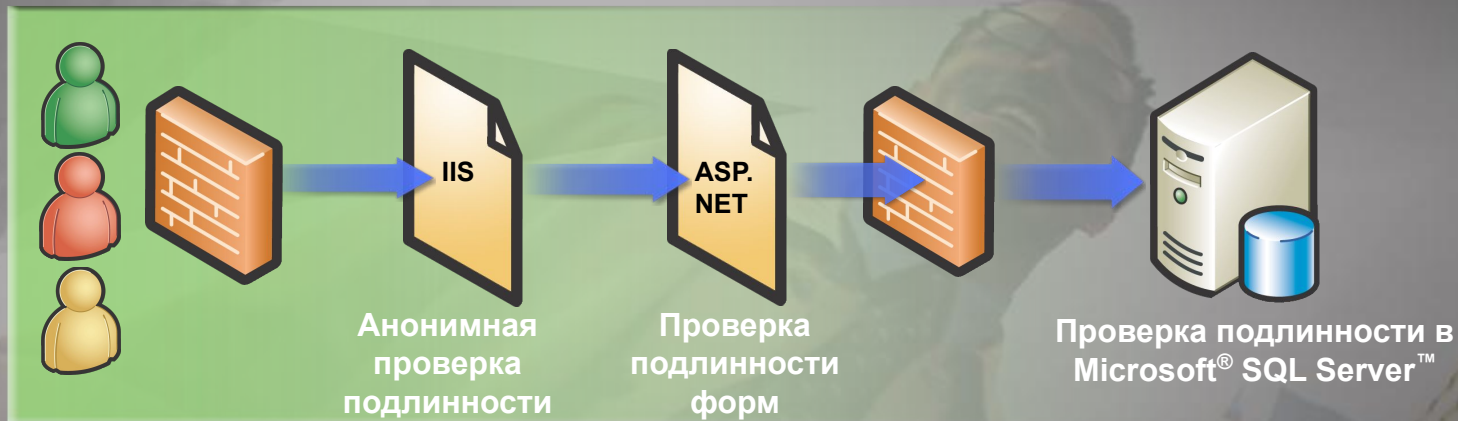 IIS
ASP.
NET
Анонимная
проверка
подлинности
Проверка
подлинности
форм
Проверка подлинности в
Microsoft® SQL Server™